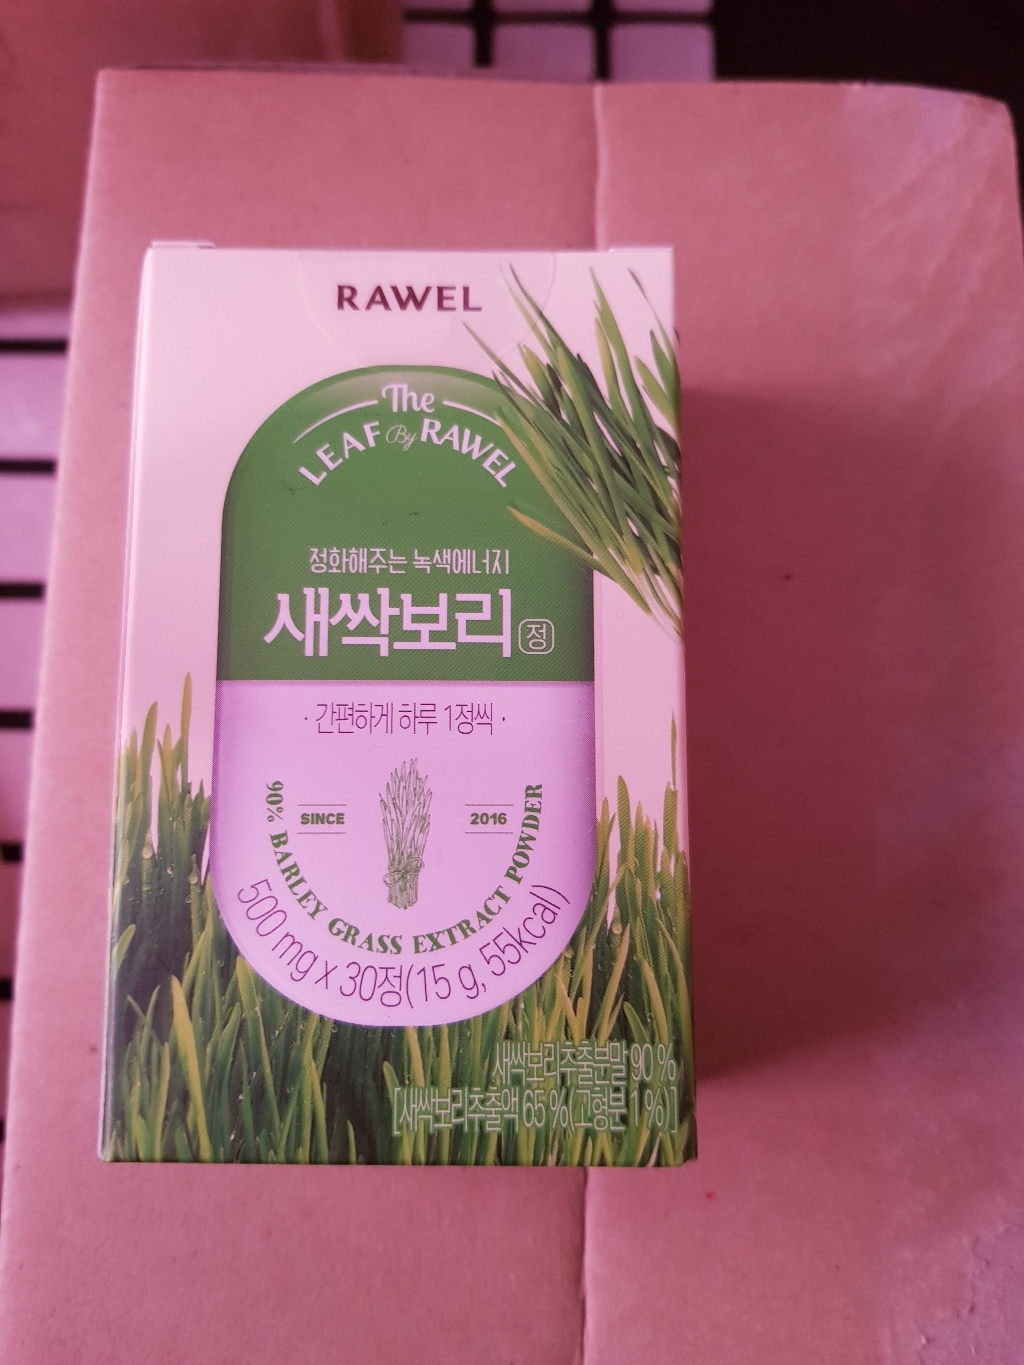 RAWEL
The
LEAF By RAWEL
정화해주는 녹색에너지
새싹보리 정
· 간편하게 하루 1정씩 ·
SINCE 2016
90% BARLEY GRASS EXTRACT POWDER
500 mg x 30정(15 g, 55kcal)
새싹보리추출분말 90 %
[새싹보리추출액 65 %(고형분 1 %)]